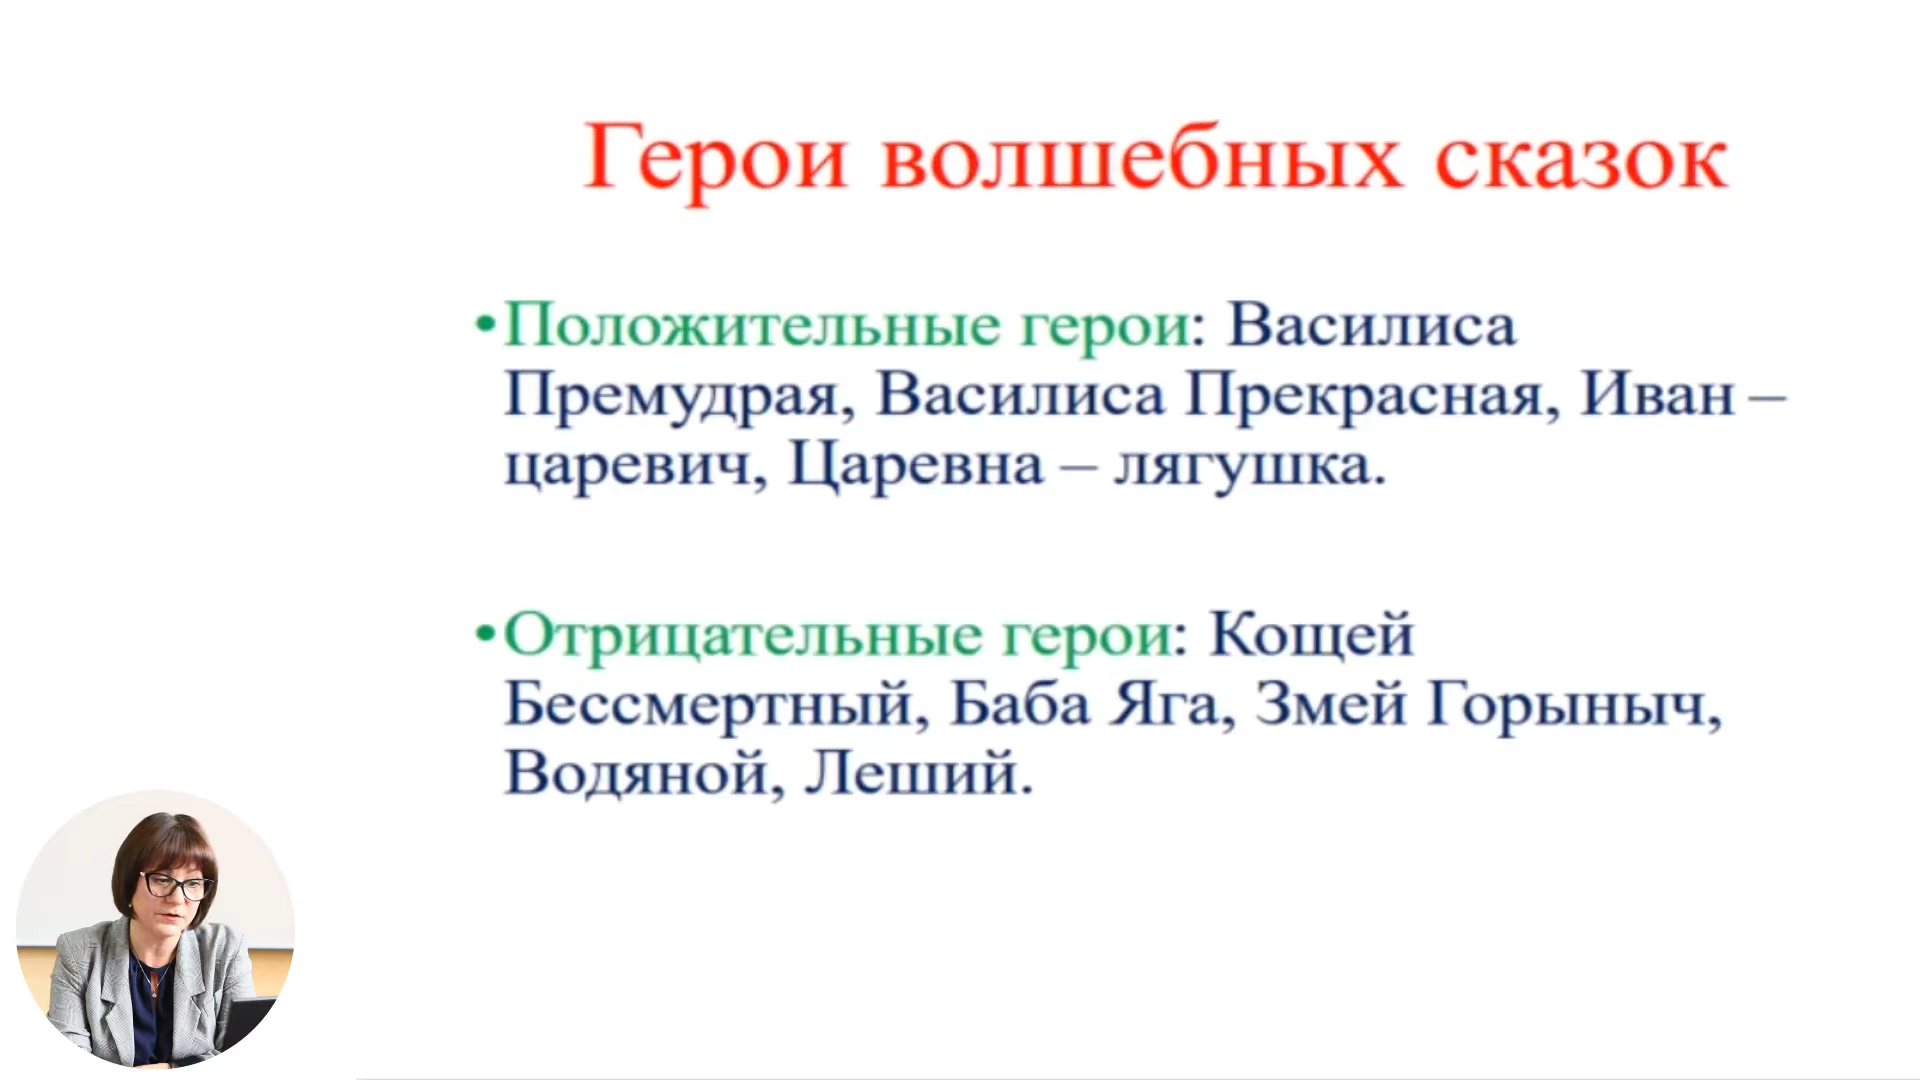 Герои волшебных сказок
•Положительные герои: Василиса
Премудрая, Василиса Прекрасная, Иван –
царевич, Царевна – лягушка.
•Отрицательные герои: Кощей
Бессмертный, Баба Яга, Змей Горыныч,
Водяной, Леший.